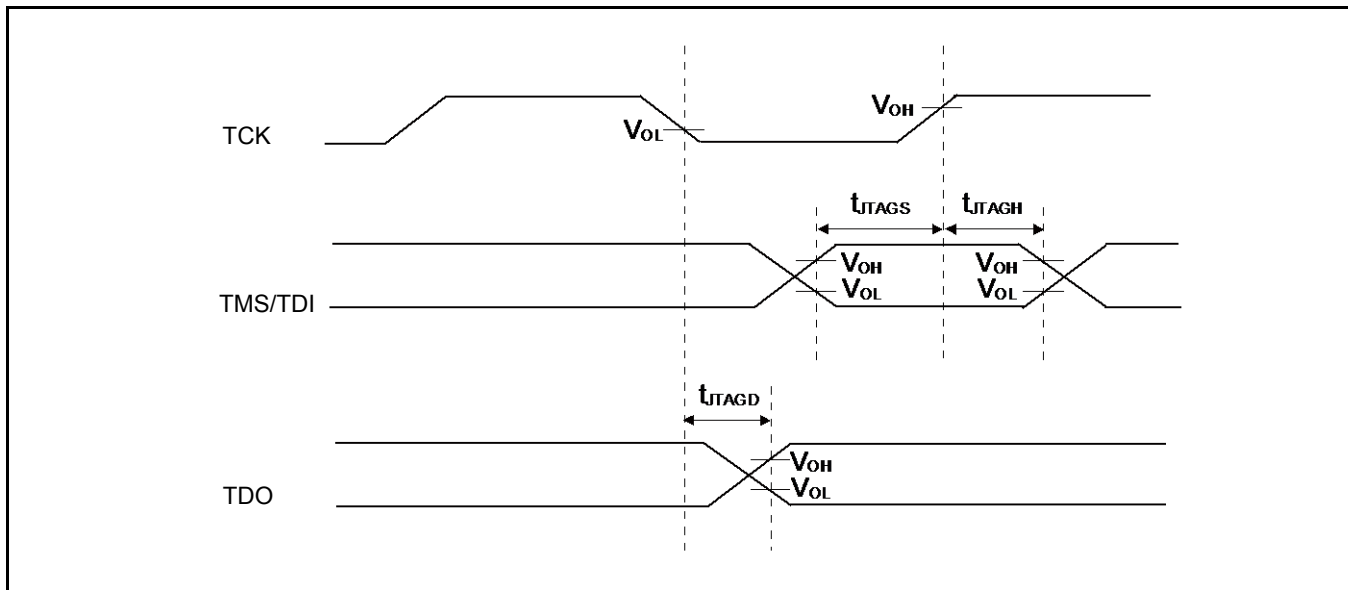 TCK
VOL
VOH
tJTAGS
tJTAGH
TMS/TDI
VOH
VOL
VOH
VOL
tJTAGD
TDO
VOH
VOL